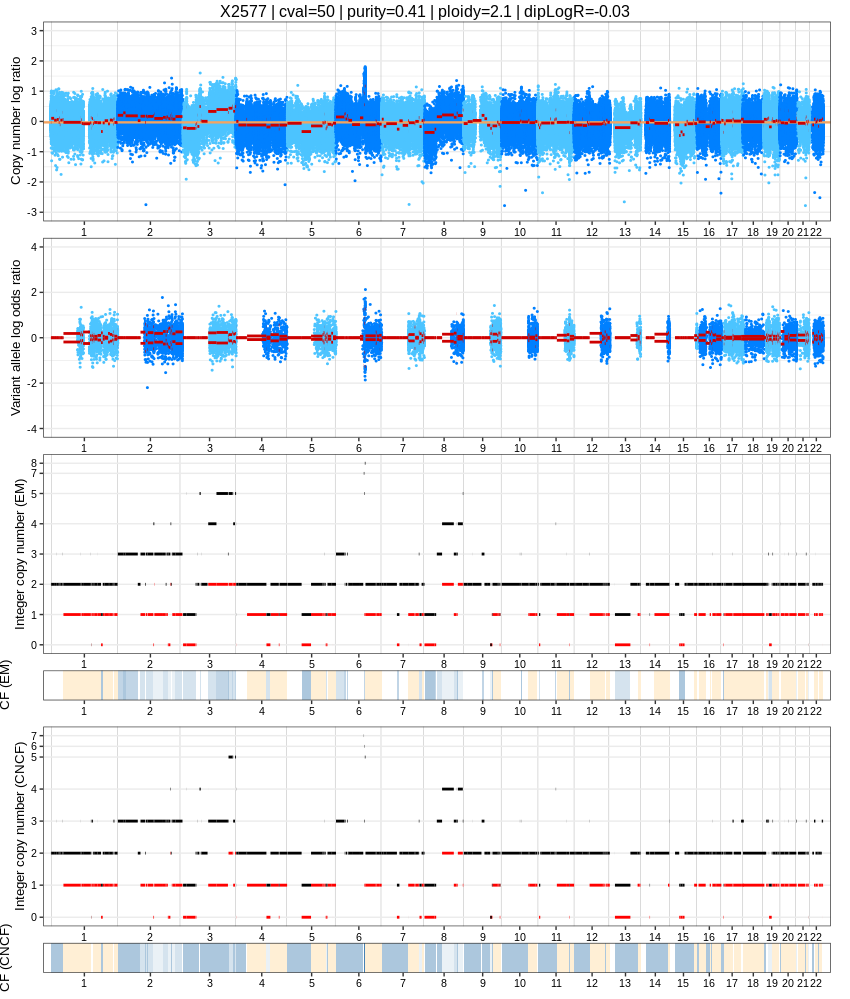 X2577 | cval=50 | purity=0.41 | ploidy=2.1 | dipLogR=-0.03
Copy number log ratio
3
2
1
0
-1
-2
-3
1 2 3 4 5 6 7 8 9 10 11 12 13 14 15 16 17 18 19 20 21 22
Variant allele log odds ratio
4
2
0
-2
-4
1 2 3 4 5 6 7 8 9 10 11 12 13 14 15 16 17 18 19 20 21 22
Integer copy number (EM)
8
7
5
4
3
2
1
0
1 2 3 4 5 6 7 8 9 10 11 12 13 14 15 16 17 18 19 20 21 22
CF (EM)
1 2 3 4 5 6 7 8 9 10 11 12 13 14 15 16 17 18 19 20 21 22
Integer copy number (CNCF)
7
6
5
4
3
2
1
0
1 2 3 4 5 6 7 8 9 10 11 12 13 14 15 16 17 18 19 20 21 22
CF (CNCF)
1 2 3 4 5 6 7 8 9 10 11 12 13 14 15 16 17 18 19 20 21 22